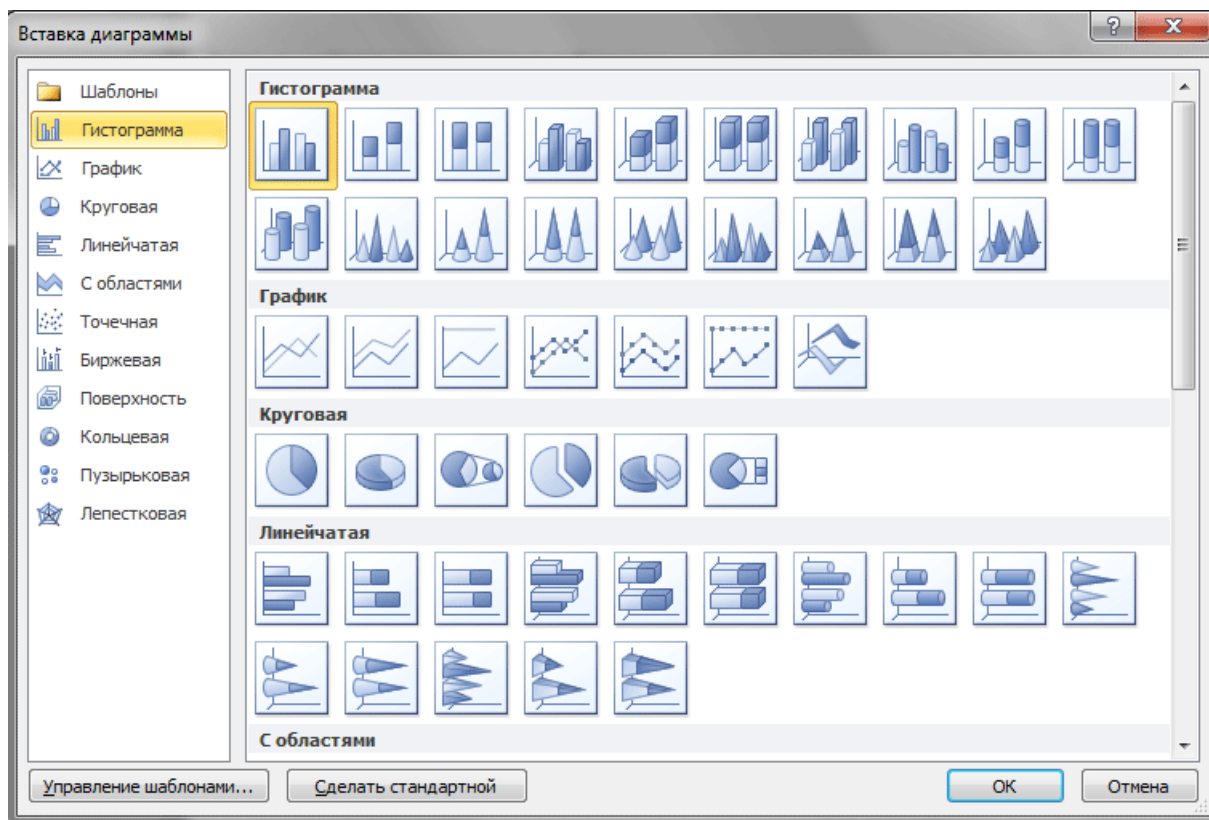 Вставка диаграммы
Шаблоны
Гистограмма
График
Круговая
Линейчатая
С областями
Точечная
Биржевая
Поверхность
Кольцевая
Пузырьковая
Лепестковая
Гистограмма
График
Круговая
Линейчатая
С областями
Управление шаблонами...
Сделать стандартной
ОК
Отмена